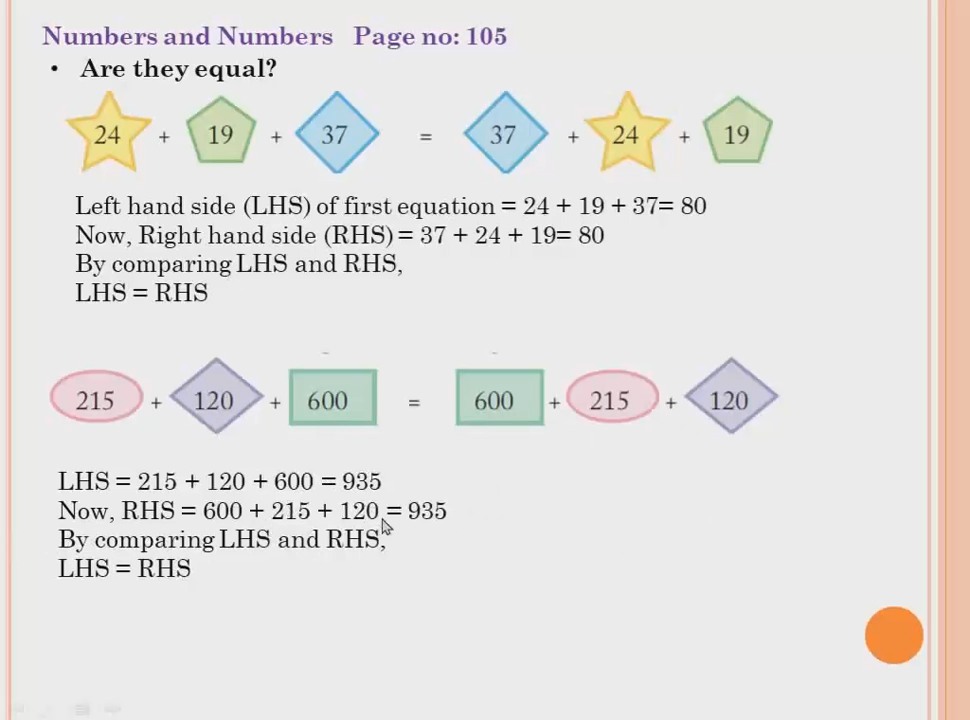 Numbers and Numbers Page no: 105
• Are they equal?
24 + 19 + 37 = 37 + 24 + 19
Left hand side (LHS) of first equation = 24 + 19 + 37= 80
Now, Right hand side (RHS) = 37 + 24 + 19= 80
By comparing LHS and RHS,
LHS = RHS
215 + 120 + 600 = 600 + 215 + 120
LHS = 215 + 120 + 600 = 935
Now, RHS = 600 + 215 + 120 = 935
By comparing LHS and RHS,
LHS = RHS